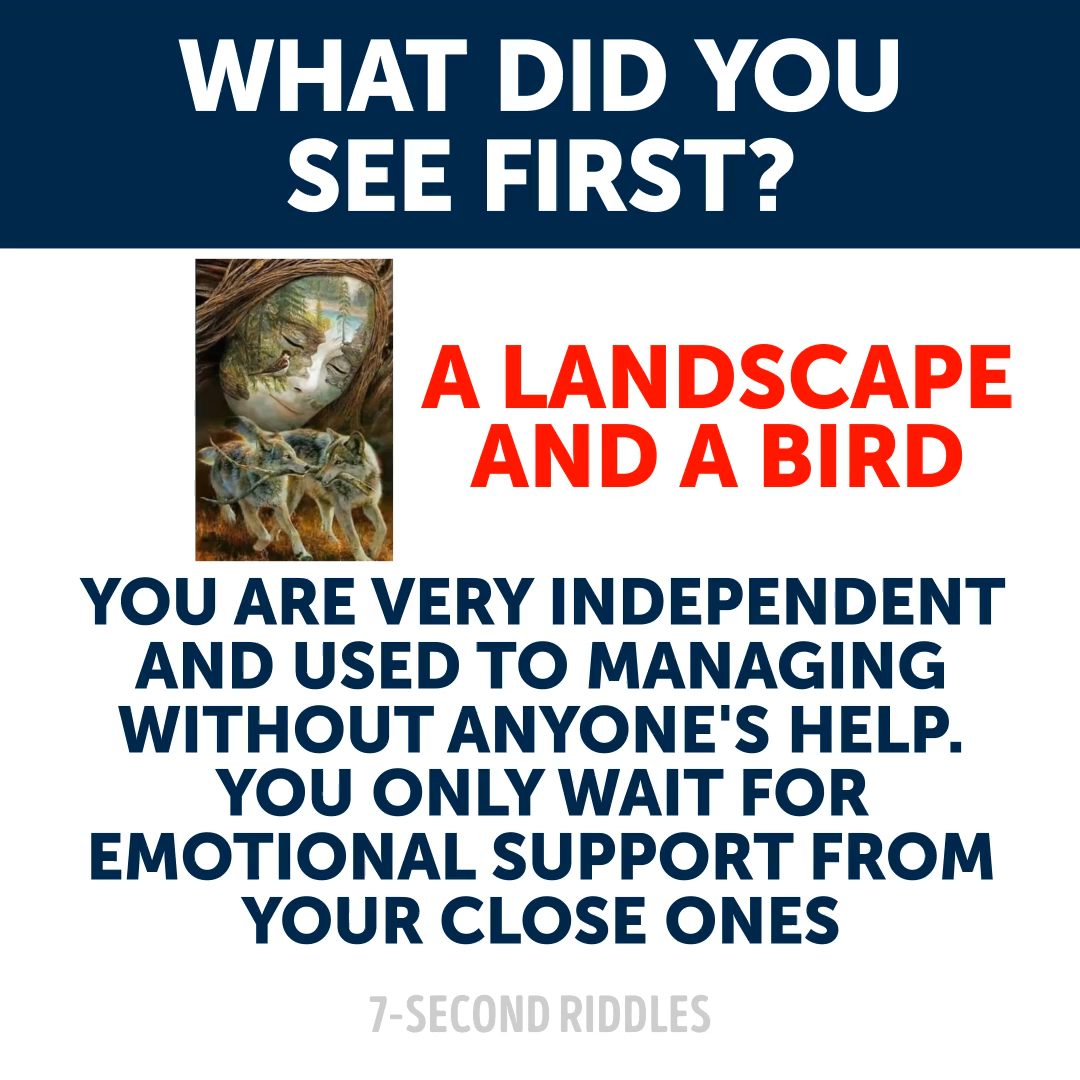 WHAT DID YOU
SEE FIRST?
A LANDSCAPE
AND A BIRD
YOU ARE VERY INDEPENDENT
AND USED TO MANAGING
WITHOUT ANYONE'S HELP.
YOU ONLY WAIT FOR
EMOTIONAL SUPPORT FROM
YOUR CLOSE ONES
7-SECOND RIDDLES